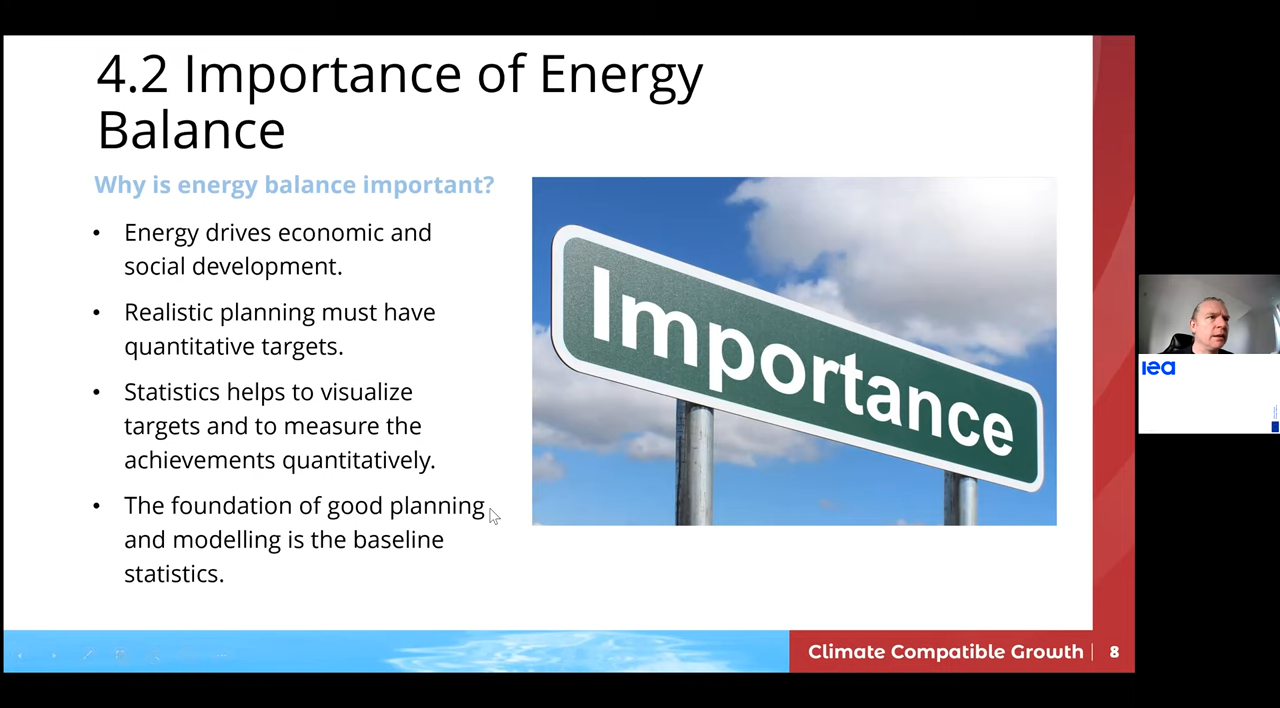 4.2 Importance of Energy
Balance
Why is energy balance important?
• Energy drives economic and
social development.
• Realistic planning must have
quantitative targets.
• Statistics helps to visualize
targets and to measure the
achievements quantitatively.
• The foundation of good planning
and modelling is the baseline
statistics.
Importance
iea
Climate Compatible Growth | 8